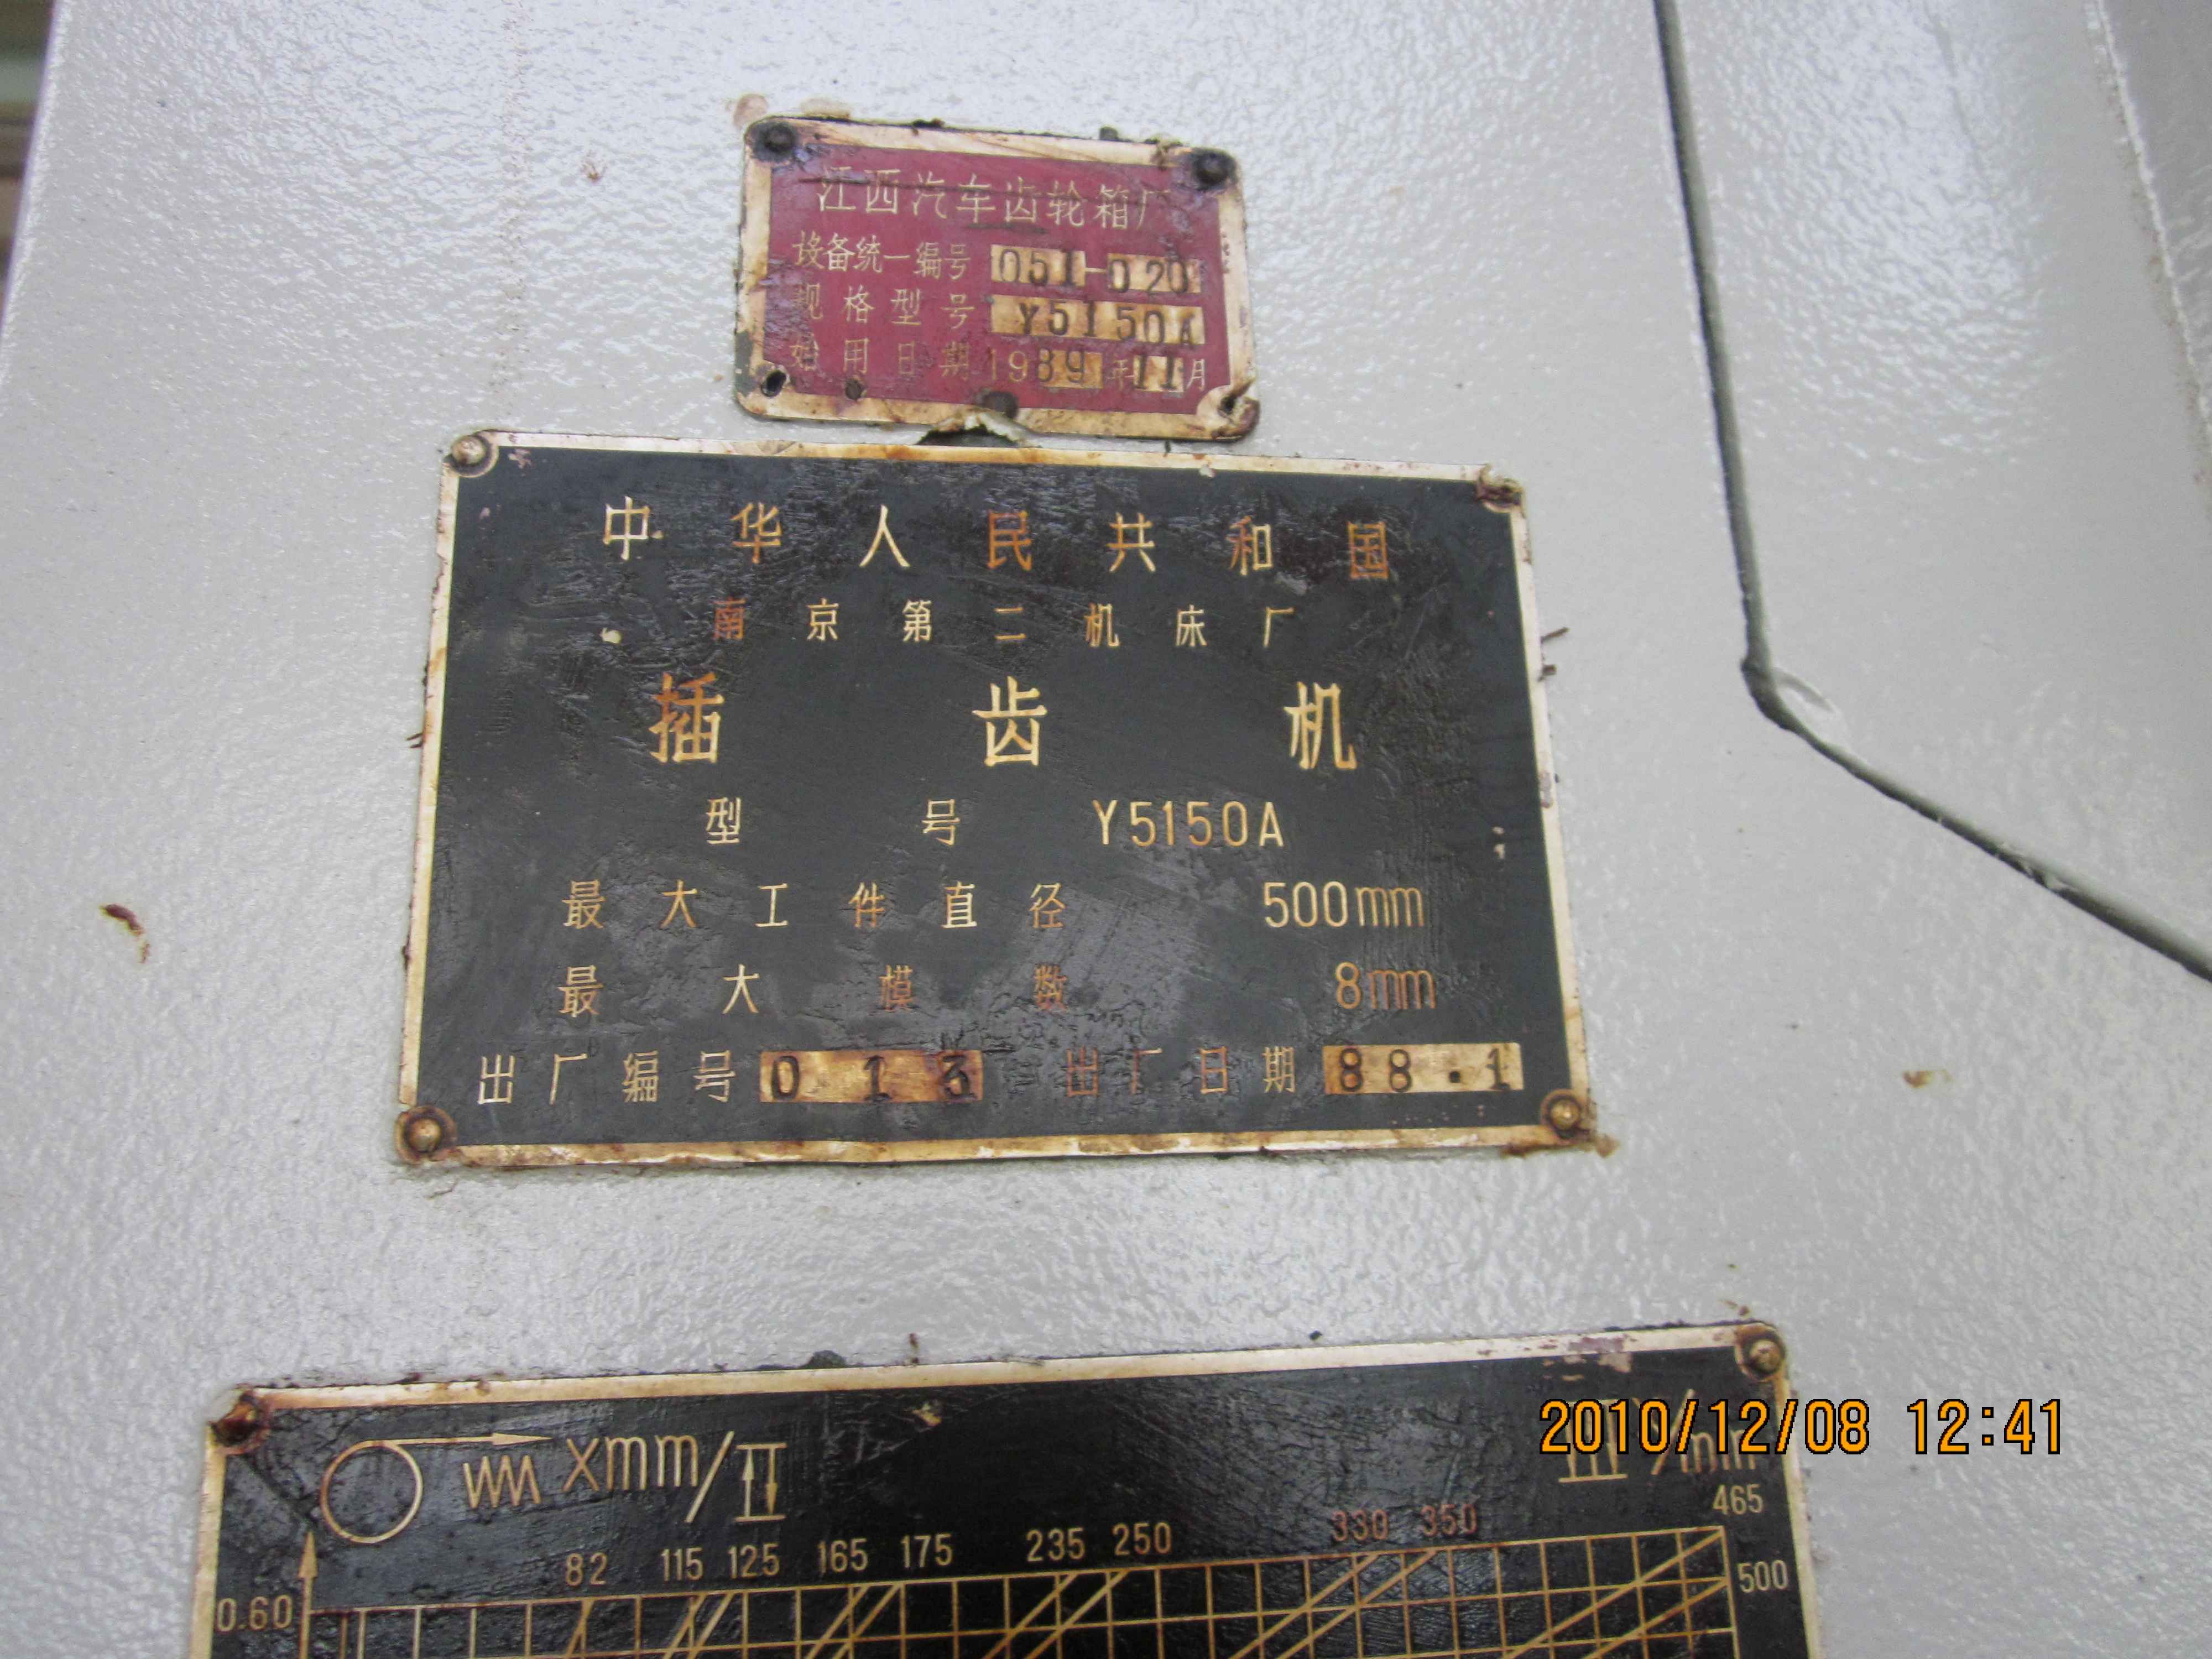 江西汽车齿轮箱厂
设备统一编号 051-020
规格型号 Y5150A
始用日期 1989年11月
中华人民共和国
南京第二机床厂
插齿机
型号 Y5150A
最大工件直径 500mm
最大模数 8mm
出厂编号 013 出厂日期 88·1
2010/12/08 12:41
xmm/
465
82 115 125 165 175 235 250 330 350
0.60
500